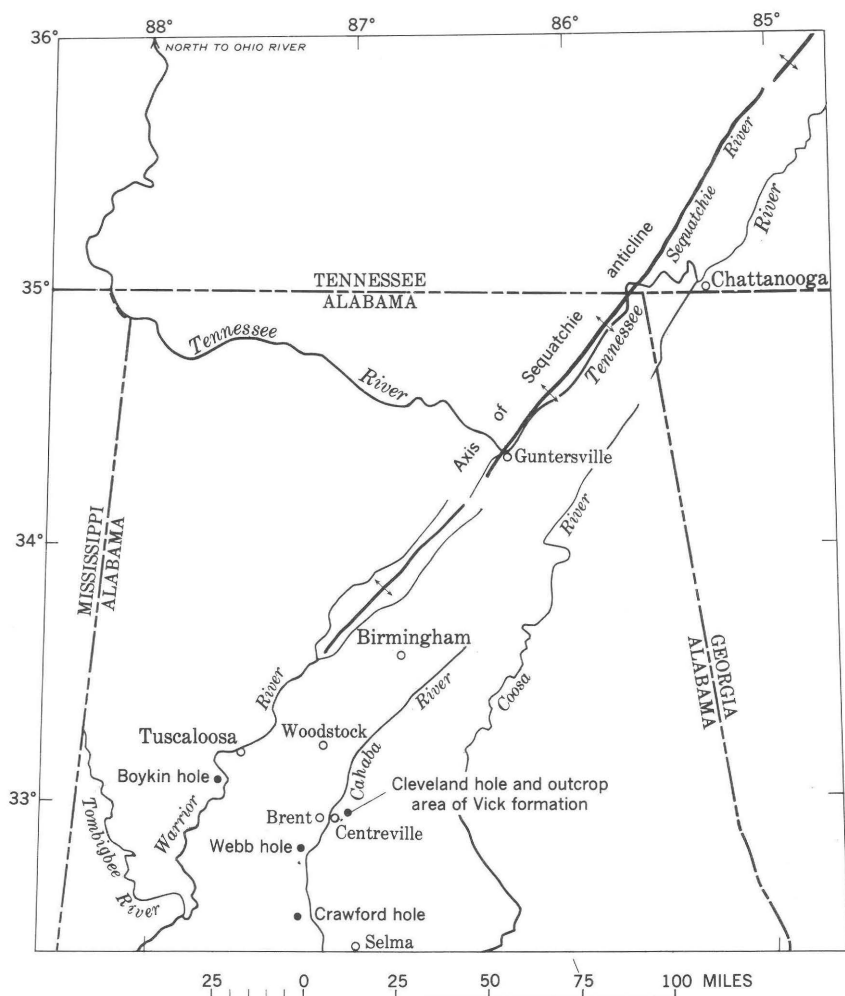 88° 87° 86° 85°
36°
NORTH TO OHIO RIVER
River
Sequatchie
River
anticline
35°
TENNESSEE
ALABAMA
Chattanooga
Tennessee
River
Sequatchie
Tennessee
of
Axis
Guntersville
River
34°
MISSISSIPPI
ALABAMA
Birmingham
GEORGIA
ALABAMA
River
River
Coosa
Tuscaloosa
Woodstock
Boykin hole
Cahaba
Cleveland hole and outcrop
area of Vick formation
33°
Warrior
Brent
Centreville
Tombigbee
River
Webb hole
Crawford hole
Selma
25 0 25 50 75 100 MILES